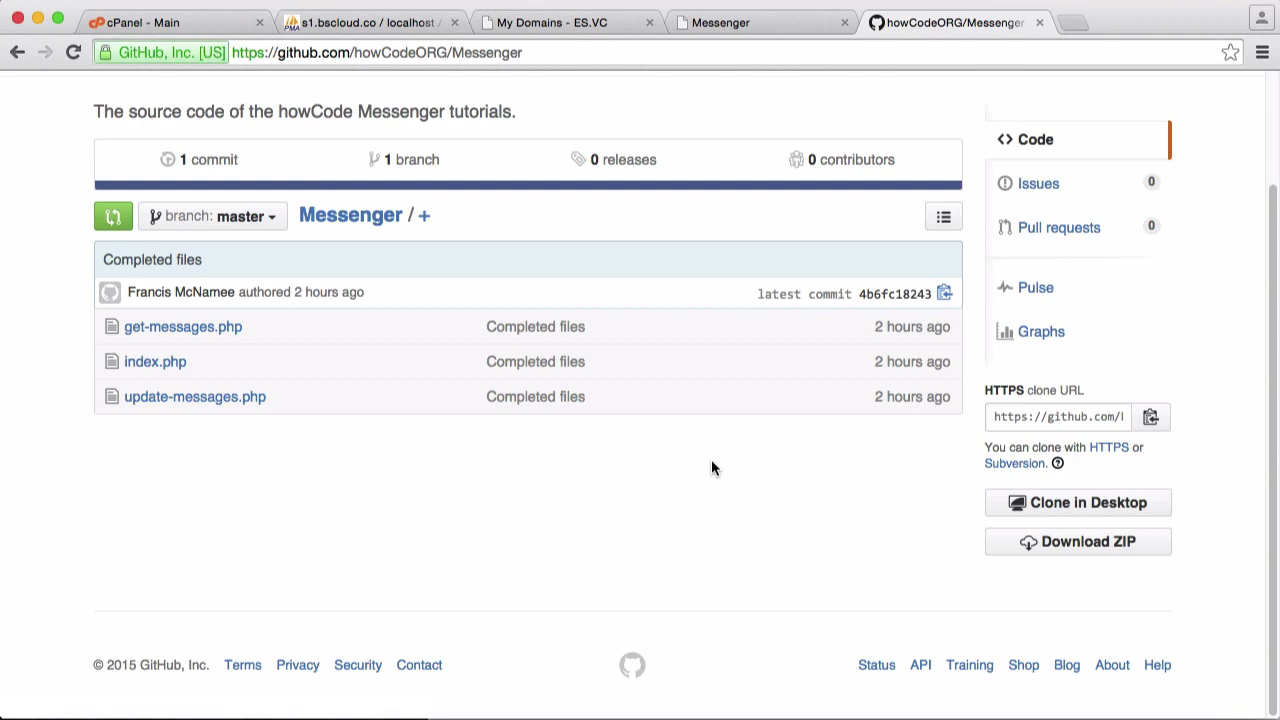 cPanel - Main
s1.bscloud.co / localhost /
My Domains - ES.VC
Messenger
howCodeORG/Messenger
GitHub, Inc. [US] https://github.com/howCodeORG/Messenger
The source code of the howCode Messenger tutorials.
1 commit
1 branch
0 releases
0 contributors
branch: master
Messenger / +
Completed files
Francis McNamee authored 2 hours ago
latest commit 4b6fc18243
get-messages.php Completed files 2 hours ago
index.php Completed files 2 hours ago
update-messages.php Completed files 2 hours ago
Code
Issues 0
Pull requests 0
Pulse
Graphs
HTTPS clone URL
https://github.com/
You can clone with HTTPS or
Subversion.
Clone in Desktop
Download ZIP
© 2015 GitHub, Inc. Terms Privacy Security Contact
Status API Training Shop Blog About Help